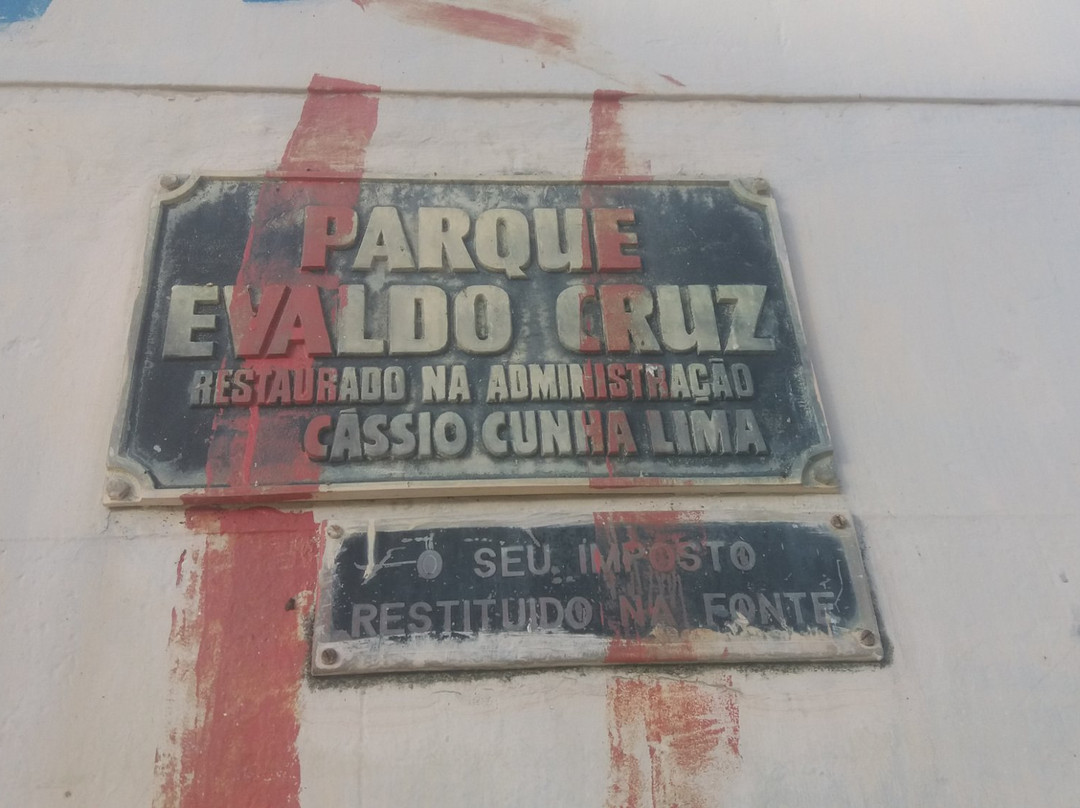 PARQUE
EVALDO CRUZ
RESTAURADO NA ADMINISTRAÇÃO
CÁSSIO CUNHA LIMA
O SEU IMPOSTO
RESTITUIDO NA FONTE